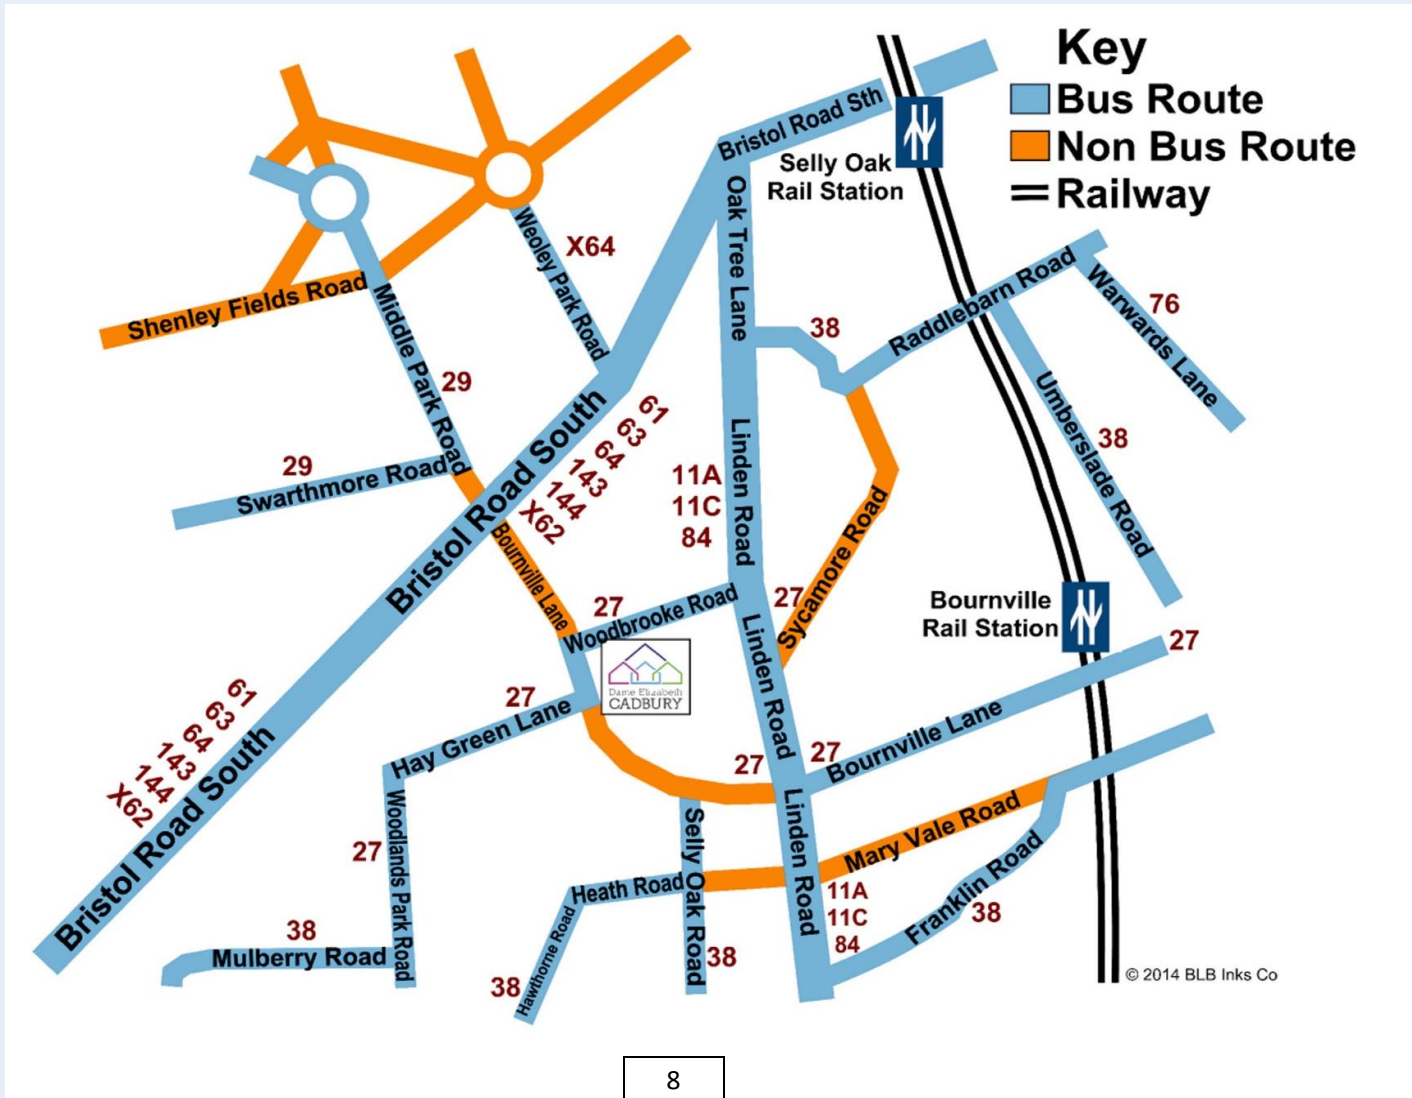 Key
Bus Route
Non Bus Route
Railway
Bristol Road Sth
Selly Oak
Rail Station
Oak Tree Lane
Weoley Park Road
X64
Shenley Fields Road
Middle Park Road
29
29
Swarthmore Road
38
Raddlebarn Road
Warwards Lane
76
Umberslade Road
38
Bristol Road South
61
63
64
143
144
X62
Linden Road
11A
11C
84
Sycamore Road
27
Bournville Lane
27
Woodbrooke Road
Dame Elizabeth
CADBURY
Linden Road
Bournville
Rail Station
27
27
Hay Green Lane
27
27
Bournville Lane
Bristol Road South
61
63
64
143
144
X62
Woodlands Park Road
27
38
Mulberry Road
Selly Oak Road
38
Heath Road
Hawthorne Road
38
Linden Road
Mary Vale Road
11A
11C
84
Franklin Road
38
© 2014 BLB Inks Co
8